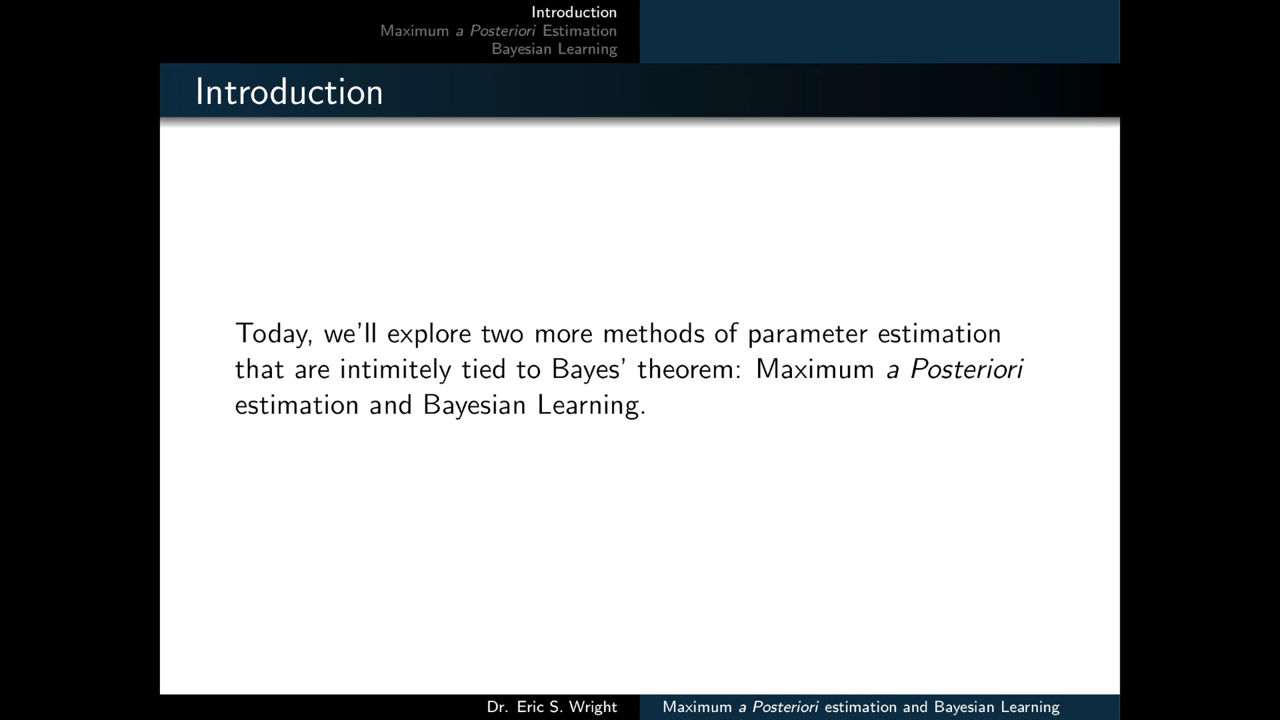 Introduction
Maximum a Posteriori Estimation
Bayesian Learning
Introduction
Today, we'll explore two more methods of parameter estimation
that are intimitely tied to Bayes' theorem: Maximum a Posteriori
estimation and Bayesian Learning.
Dr. Eric S. Wright
Maximum a Posteriori estimation and Bayesian Learning